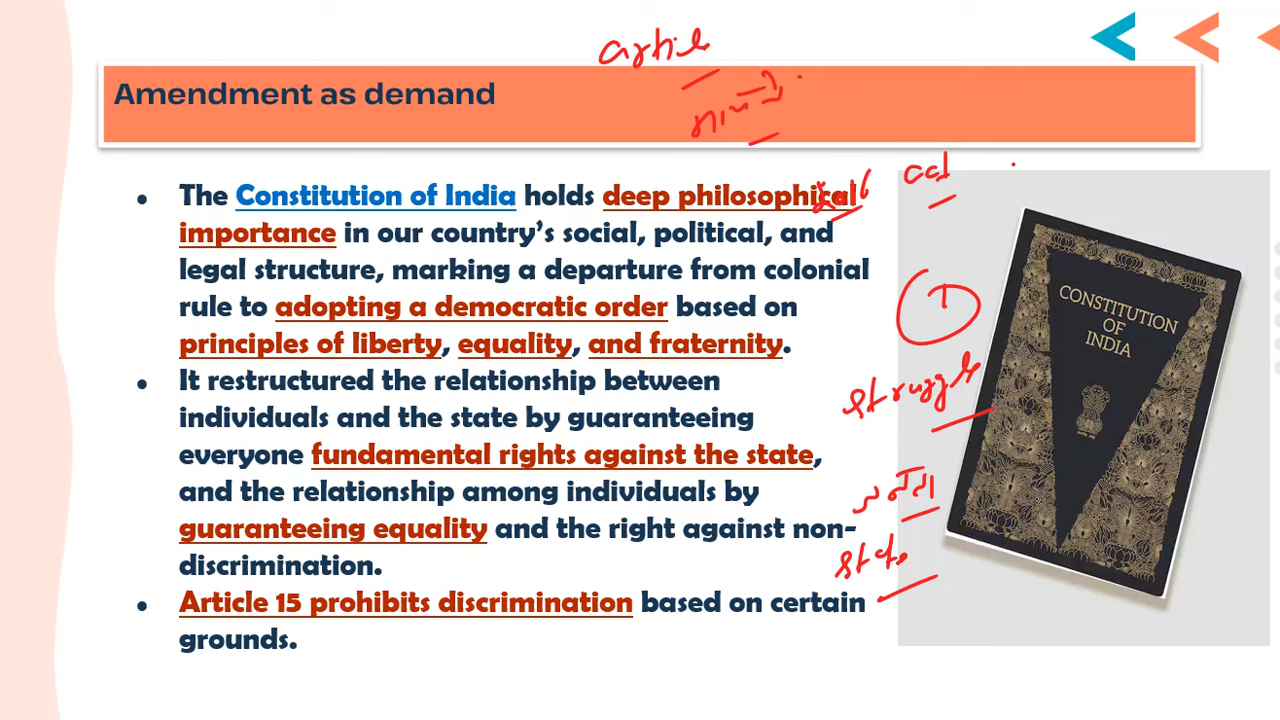 article
Amendment as demand
The Constitution of India holds deep philosophical
importance in our country’s social, political, and
legal structure, marking a departure from colonial
rule to adopting a democratic order based on
principles of liberty, equality, and fraternity.
It restructured the relationship between
individuals and the state by guaranteeing
everyone fundamental rights against the state,
and the relationship among individuals by
guaranteeing equality and the right against non-
discrimination.
Article 15 prohibits discrimination based on certain
grounds.
struggle
state
CONSTITUTION
OF
INDIA